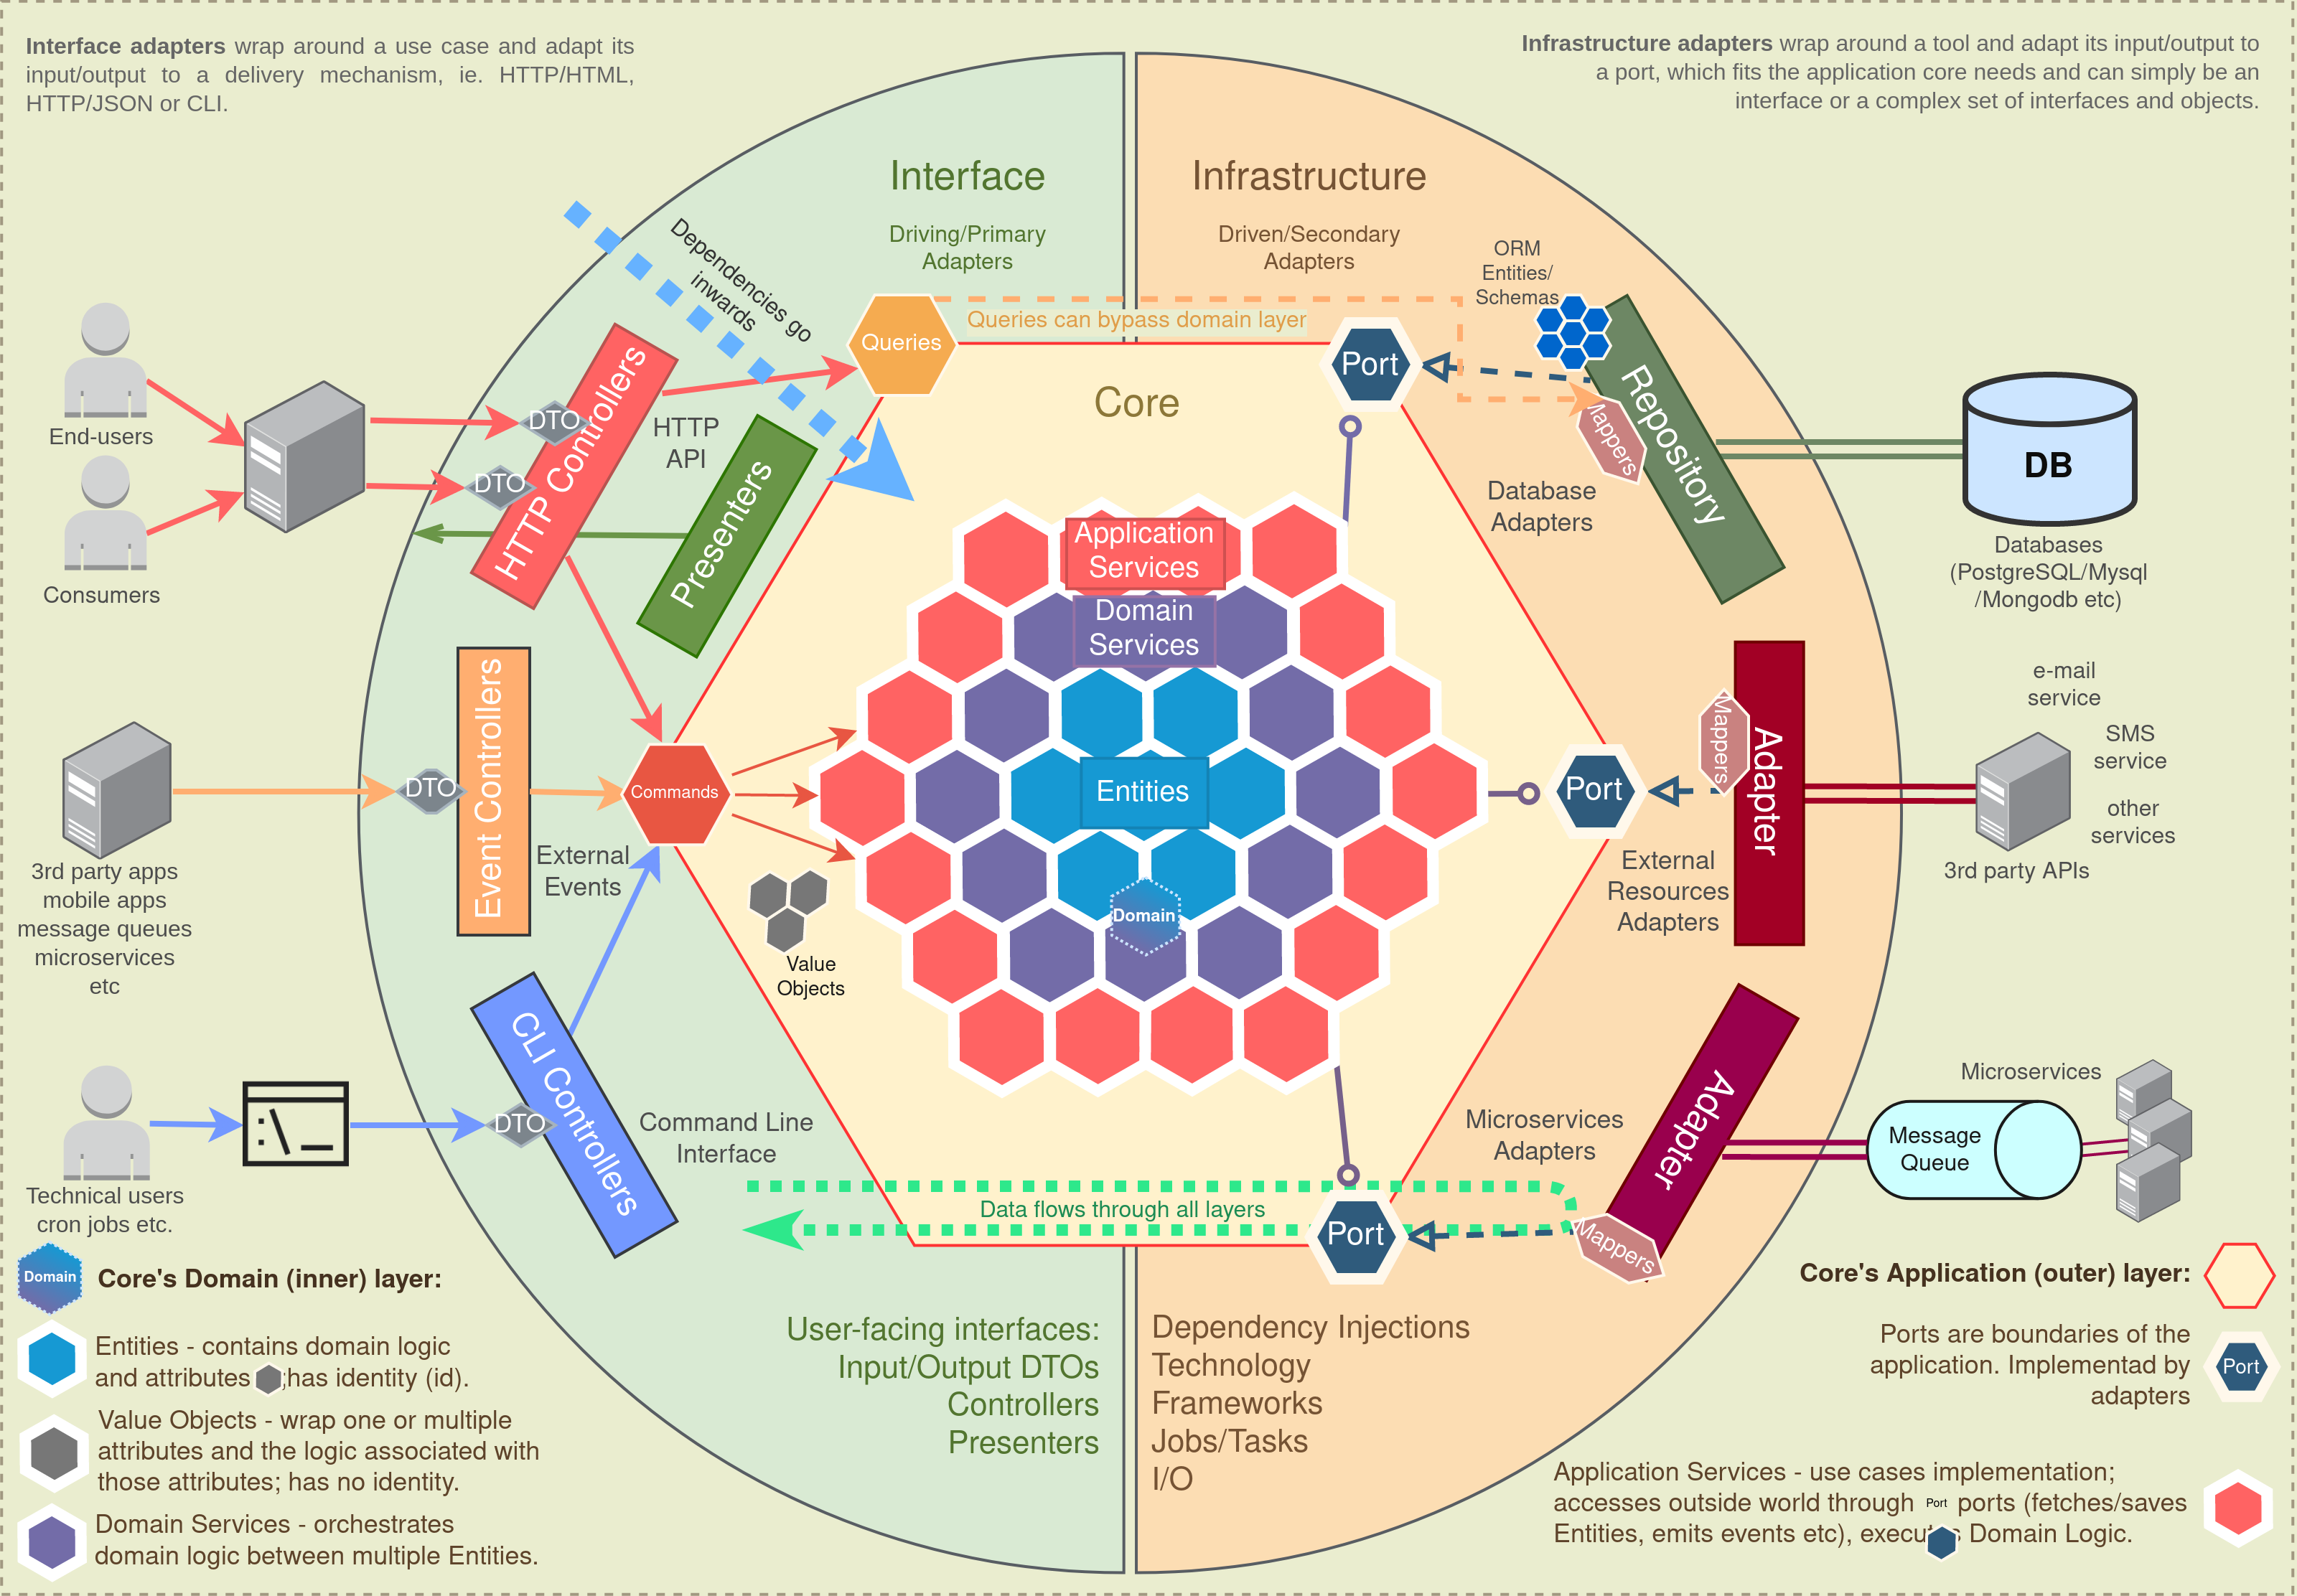 Interface adapters wrap around a use case and adapt its
input/output to a delivery mechanism, ie. HTTP/HTML,
HTTP/JSON or CLI.
Infrastructure adapters wrap around a tool and adapt its input/output to
a port, which fits the application core needs and can simply be an
interface or a complex set of interfaces and objects.
Interface
Driving/Primary
Adapters
Infrastructure
Driven/Secondary
Adapters
ORM
Entities/
Schemas
Dependencies go
inwards
Queries
Queries can bypass domain layer
Port
Core
Repository
Mappers
Database
Adapters
DB
Databases
(PostgreSQL/Mysql
/Mongodb etc)
End-users
Consumers
DTO
DTO
HTTP Controllers
HTTP
API
Presenters
Application
Services
Domain
Services
Entities
Domain
3rd party apps
mobile apps
message queues
microservices
etc
DTO
Event Controllers
External
Events
Commands
Value
Objects
Port
Mappers
Adapter
External
Resources
Adapters
e-mail
service
SMS
service
other
services
3rd party APIs
Technical users
cron jobs etc.
:\_
DTO
CLI Controllers
Command Line
Interface
Data flows through all layers
Port
Microservices
Adapters
Adapter
Mappers
Microservices
Message
Queue
Domain
Core's Domain (inner) layer:
Entities - contains domain logic
and attributes ;has identity (id).
Value Objects - wrap one or multiple
attributes and the logic associated with
those attributes; has no identity.
Domain Services - orchestrates
domain logic between multiple Entities.
User-facing interfaces:
Input/Output DTOs
Controllers
Presenters
Dependency Injections
Technology
Frameworks
Jobs/Tasks
I/O
Core's Application (outer) layer:
Ports are boundaries of the
application. Implementad by
adapters
Port
Application Services - use cases implementation;
accesses outside world through Port ports (fetches/saves
Entities, emits events etc), executes Domain Logic.